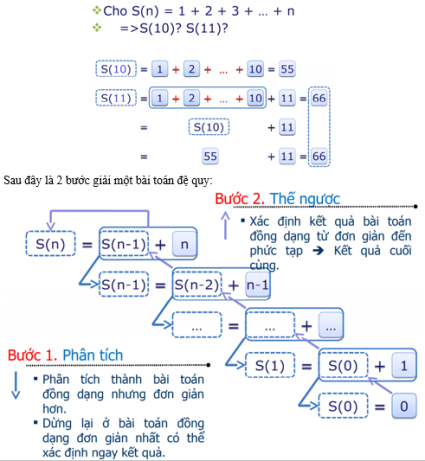 ❖Cho S(n) = 1 + 2 + 3 + ... + n
❖ =>S(10)? S(11)?
S(10) = 1 + 2 + ... + 10 = 55
S(11) = 1 + 2 + ... + 10 + 11 = 66
= S(10) + 11
= 55 + 11 = 66
Sau đây là 2 bước giải một bài toán đệ quy:
Bước 2. Thế ngược
▪ Xác định kết quả bài toán
đồng dạng từ đơn giản đến
phức tạp ➔ Kết quả cuối
cùng.
S(n) = S(n-1) + n
S(n-1) = S(n-2) + n-1
... = ... + ...
S(1) = S(0) + 1
S(0) = 0
Bước 1. Phân tích
▪ Phân tích thành bài toán
đồng dạng nhưng đơn giản
hơn.
▪ Dừng lại ở bài toán đồng
dạng đơn giản nhất có thể
xác định ngay kết quả.